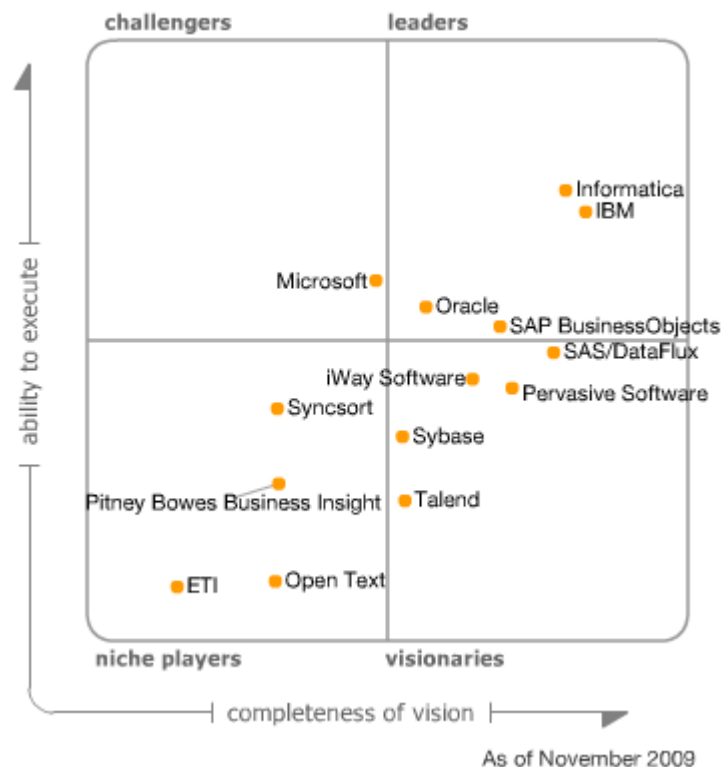 challengers
leaders
Informatica
IBM
Microsoft
Oracle
SAP BusinessObjects
SAS/DataFlux
iWay Software
Pervasive Software
Syncsort
Sybase
Pitney Bowes Business Insight
Talend
ETI
Open Text
niche players
visionaries
ability to execute
completeness of vision
As of November 2009